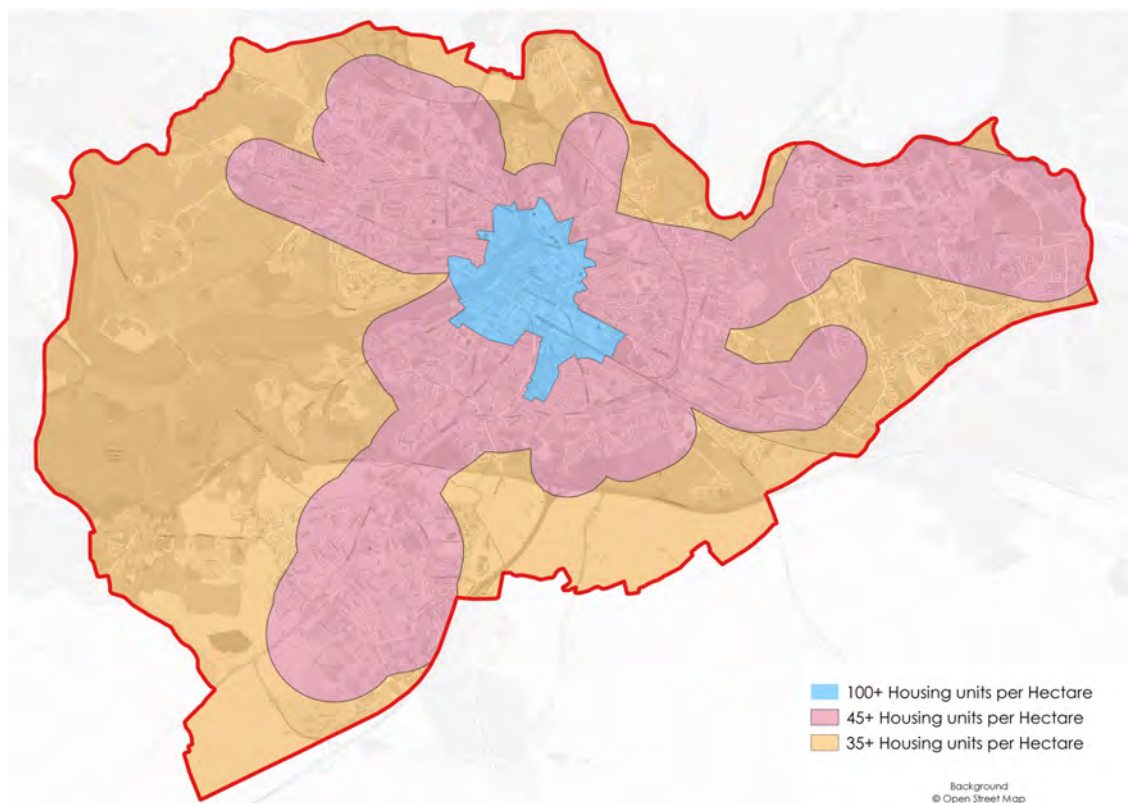 100+ Housing units per Hectare
45+ Housing units per Hectare
35+ Housing units per Hectare
Background
© Open Street Map